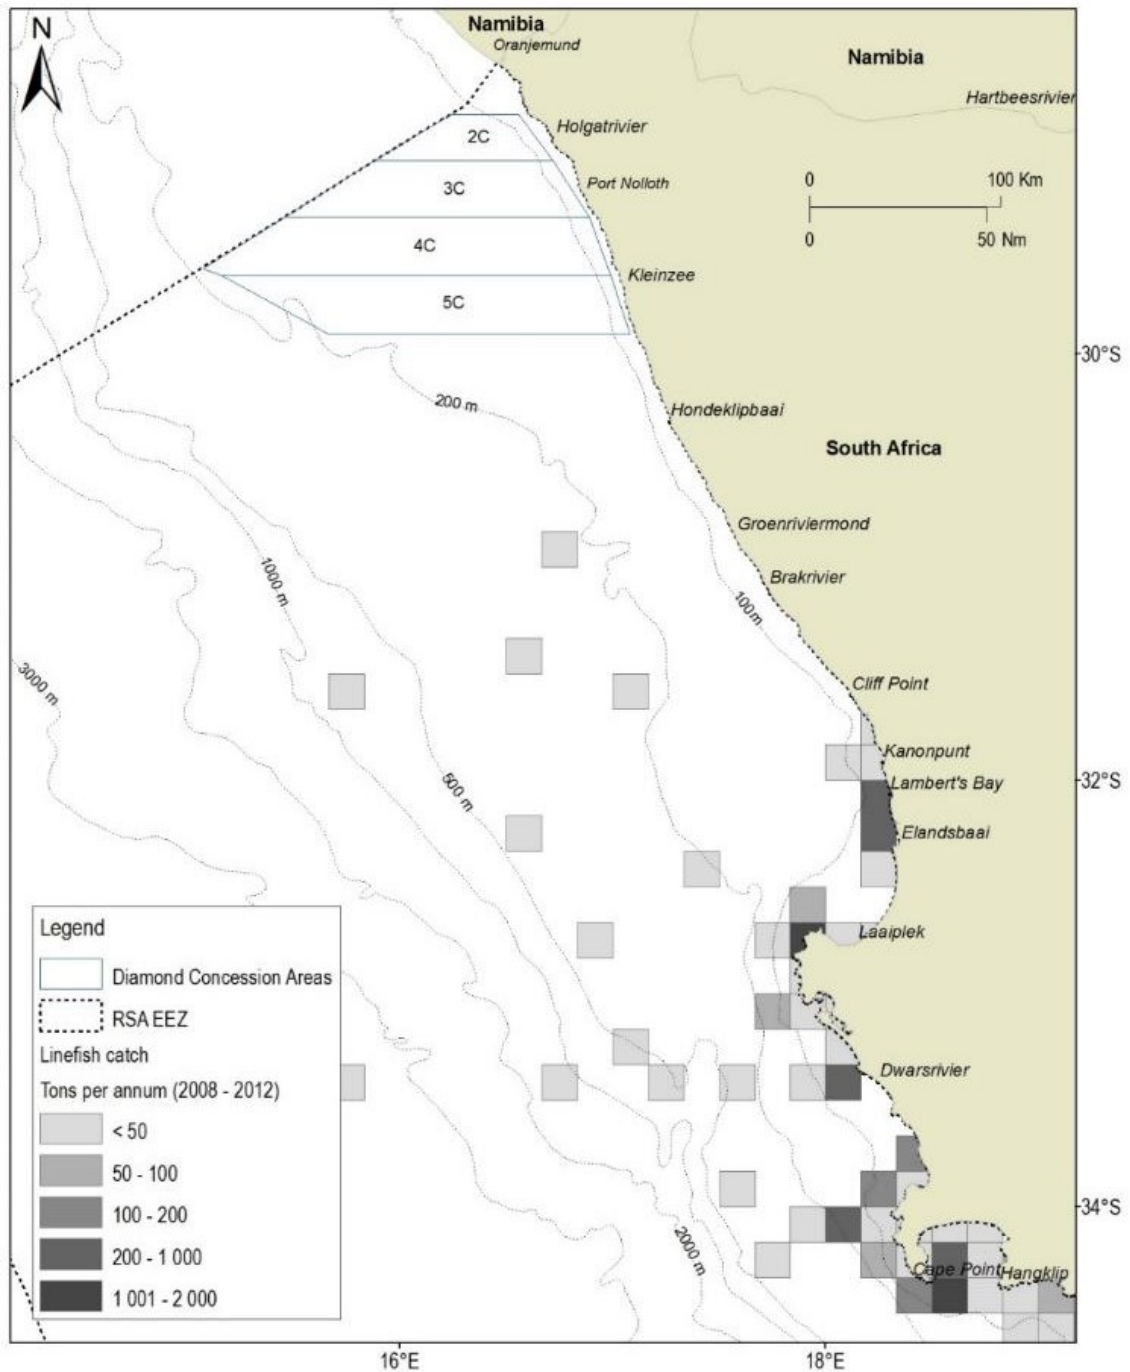 N
Namibia
Oranjemund
Namibia
Hartbeesrivier
Holgatrivier
2C
Port Nolloth
3C
0 100 Km
0 50 Nm
4C
Kleinzee
5C
30°S
200 m
Hondeklipbaai
South Africa
Groenriviermond
1000 m
Brakrivier
100m
3000 m
Cliff Point
Kanonpunt
32°S
Lambert's Bay
500 m
Elandsbaai
Laaiplek
Legend
Diamond Concession Areas
RSA EEZ
Linefish catch
Tons per annum (2008 - 2012)
< 50
50 - 100
100 - 200
200 - 1 000
1 001 - 2 000
Dwarsrivier
34°S
2000 m
Cape Point
Hangklip
16°E
18°E